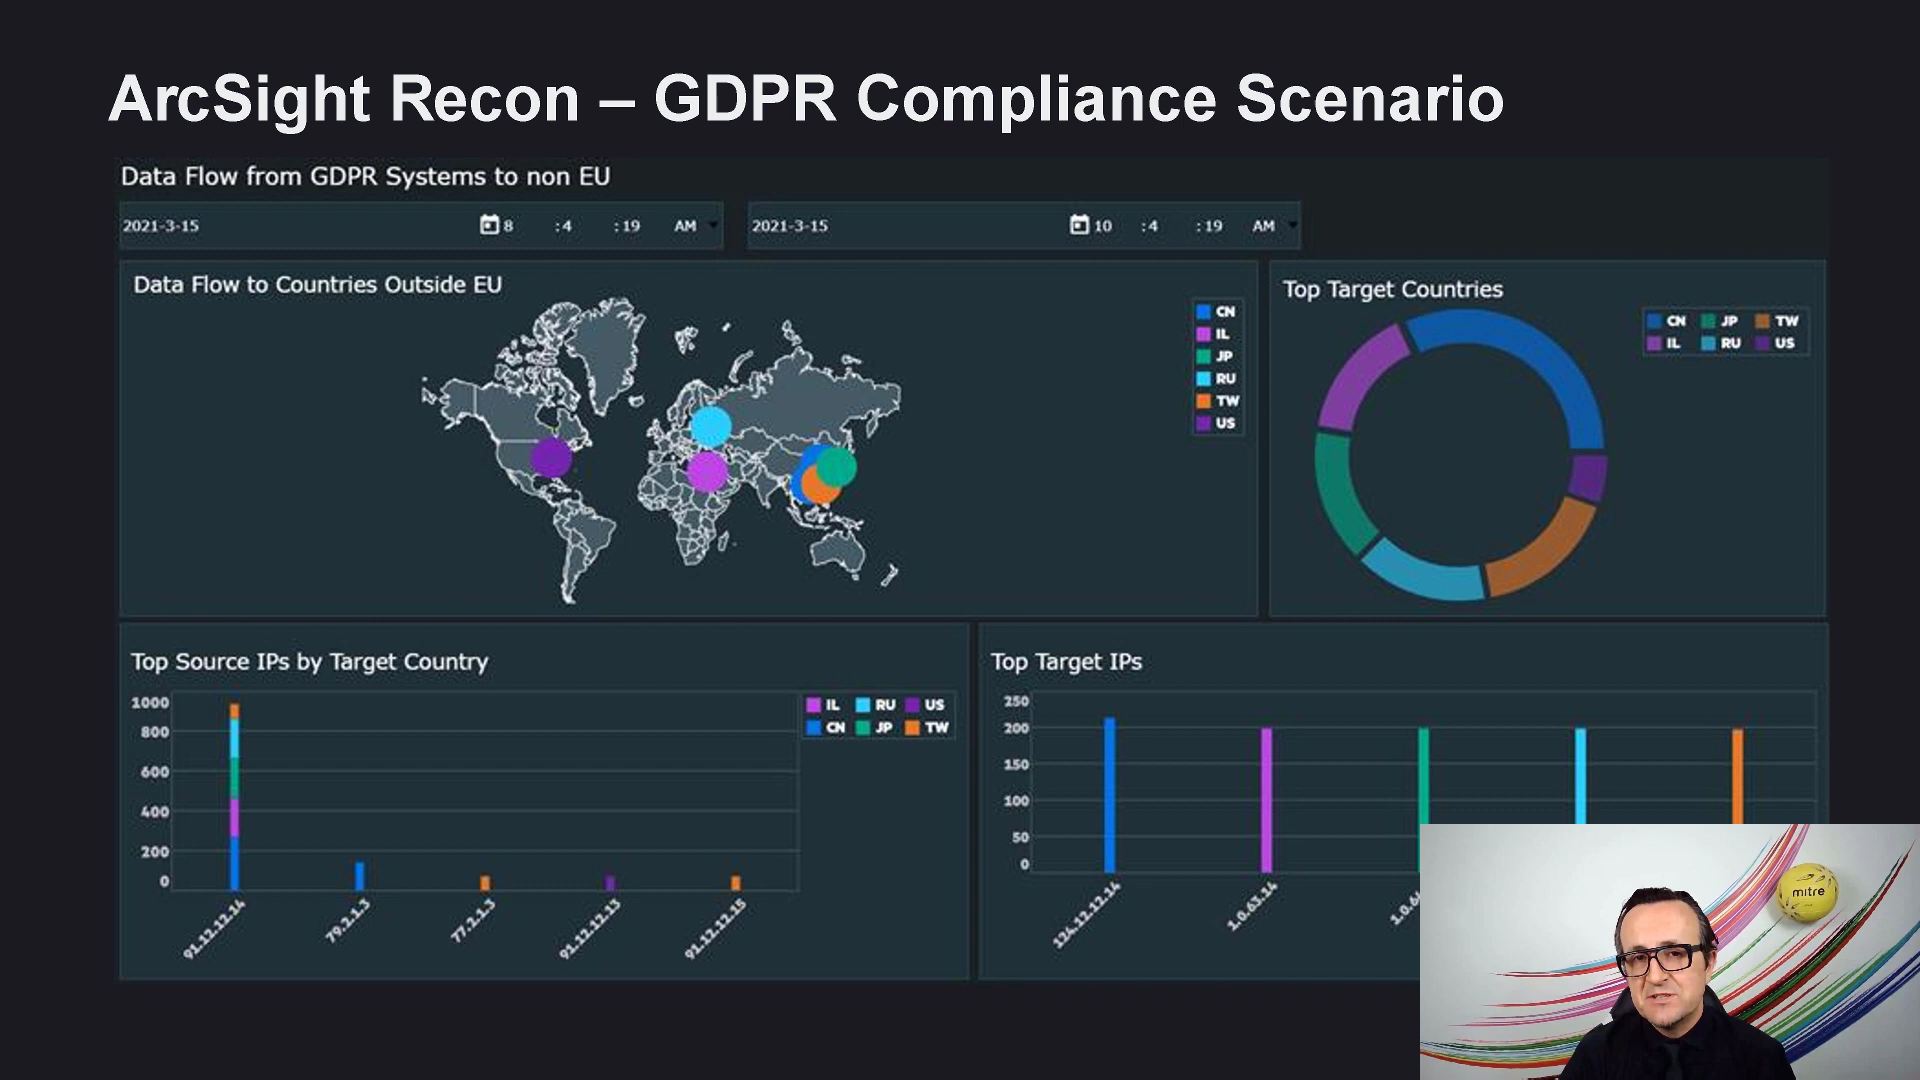 ArcSight Recon – GDPR Compliance Scenario
Data Flow from GDPR Systems to non EU
2021-3-15 8 :4 :19 AM
2021-3-15 10 :4 :19 AM
Data Flow to Countries Outside EU
CN
IL
JP
RU
TW
US
Top Target Countries
CN JP TW
IL RU US
Top Source IPs by Target Country
1000
800
600
400
200
0
IL RU US
CN JP TW
91.12.12.14
79.2.1.3
77.2.1.3
91.12.12.13
91.12.12.15
Top Target IPs
250
200
150
100
50
0
124.12.12.14
1.0.63.14
mitre